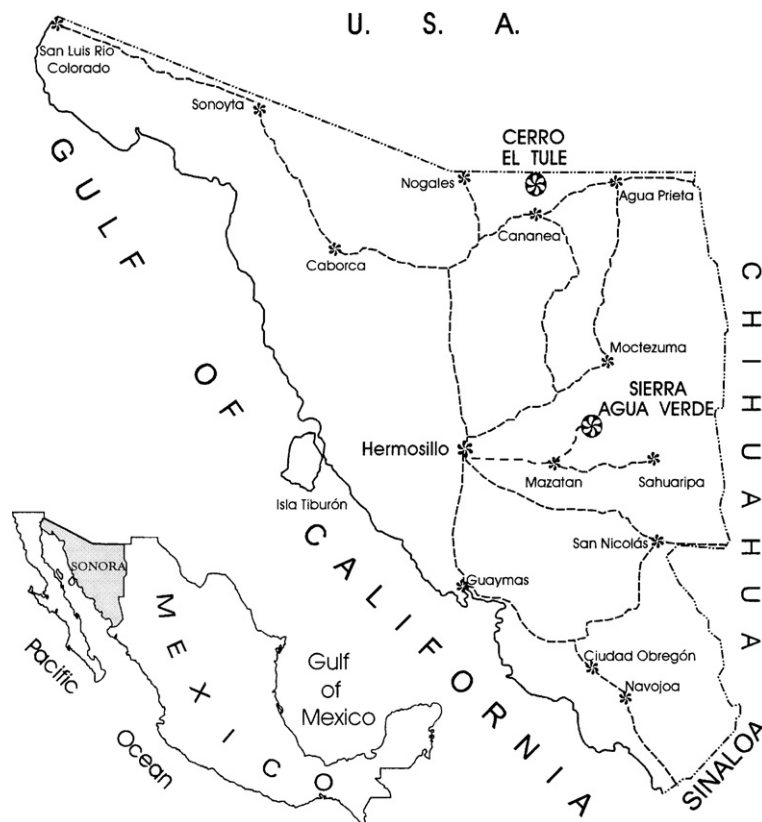 U. S. A.
San Luis Rio
Colorado
Sonoyta
CERRO
EL TULE
Nogales
Agua Prieta
Cananea
Caborca
GULF OF CALIFORNIA
CHIHUAHUA
Moctezuma
SIERRA
AGUA VERDE
Hermosillo
Mazatan
Sahuaripa
Isla Tiburón
San Nicolás
SONORA
Guaymas
MEXICO
Pacific
Ocean
Gulf
of
Mexico
Ciudad Obregón
Navojoa
SINALOA